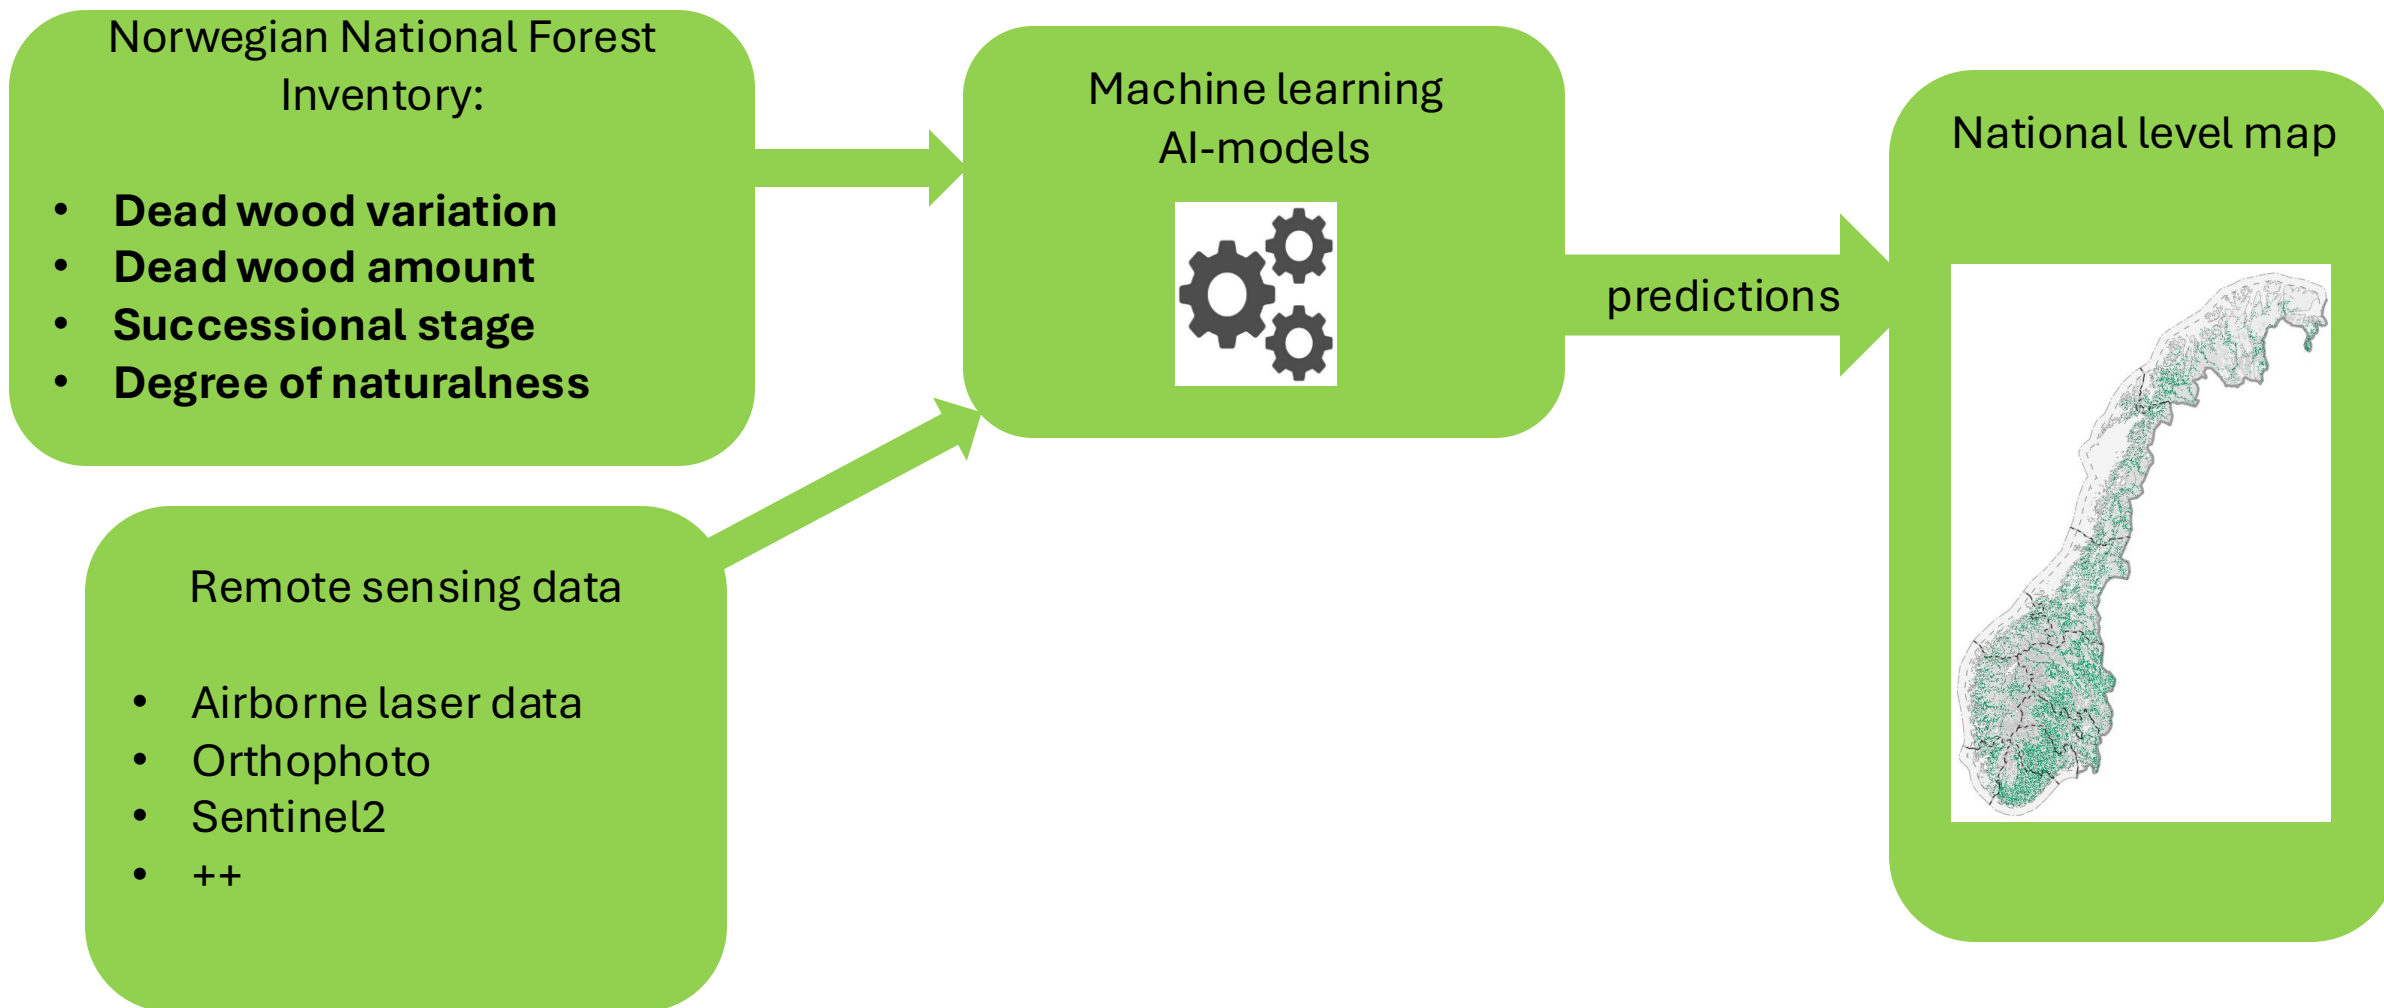 Norwegian National Forest
Inventory:
• Dead wood variation
• Dead wood amount
• Successional stage
• Degree of naturalness
Remote sensing data
• Airborne laser data
• Orthophoto
• Sentinel2
• ++
Machine learning
AI-models
predictions
National level map